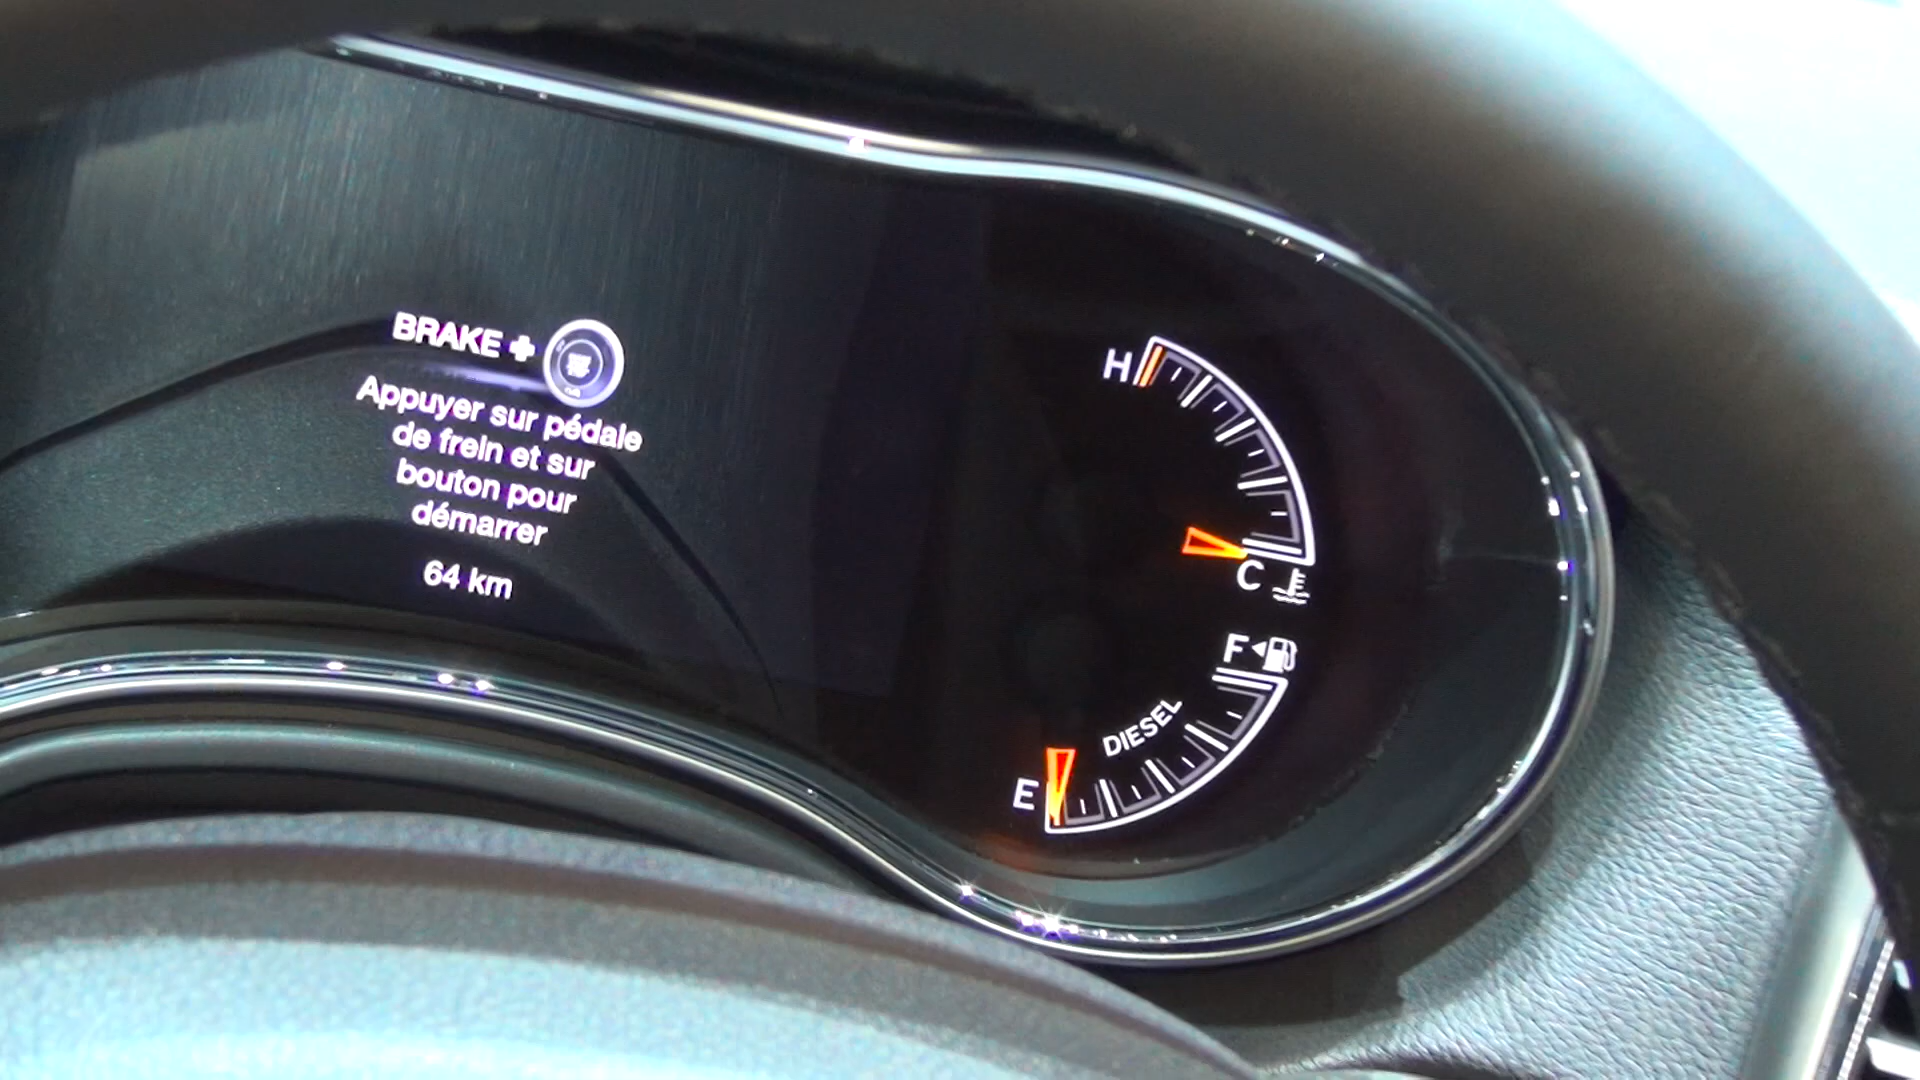 BRAKE +
Appuyer sur pédale
de frein et sur
bouton pour
démarrer
64 km
H
C
F
DIESEL
E